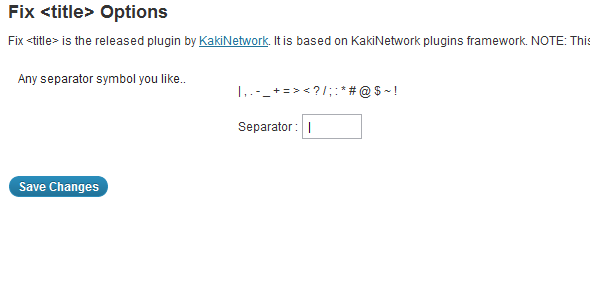 Fix <title> Options
Fix <title> is the released plugin by KakiNetwork. It is based on KakiNetwork plugins framework. NOTE: This
Any separator symbol you like..
| , . - _ + = > < ? / ; : * # @ $ ~ !
Separator : |
Save Changes